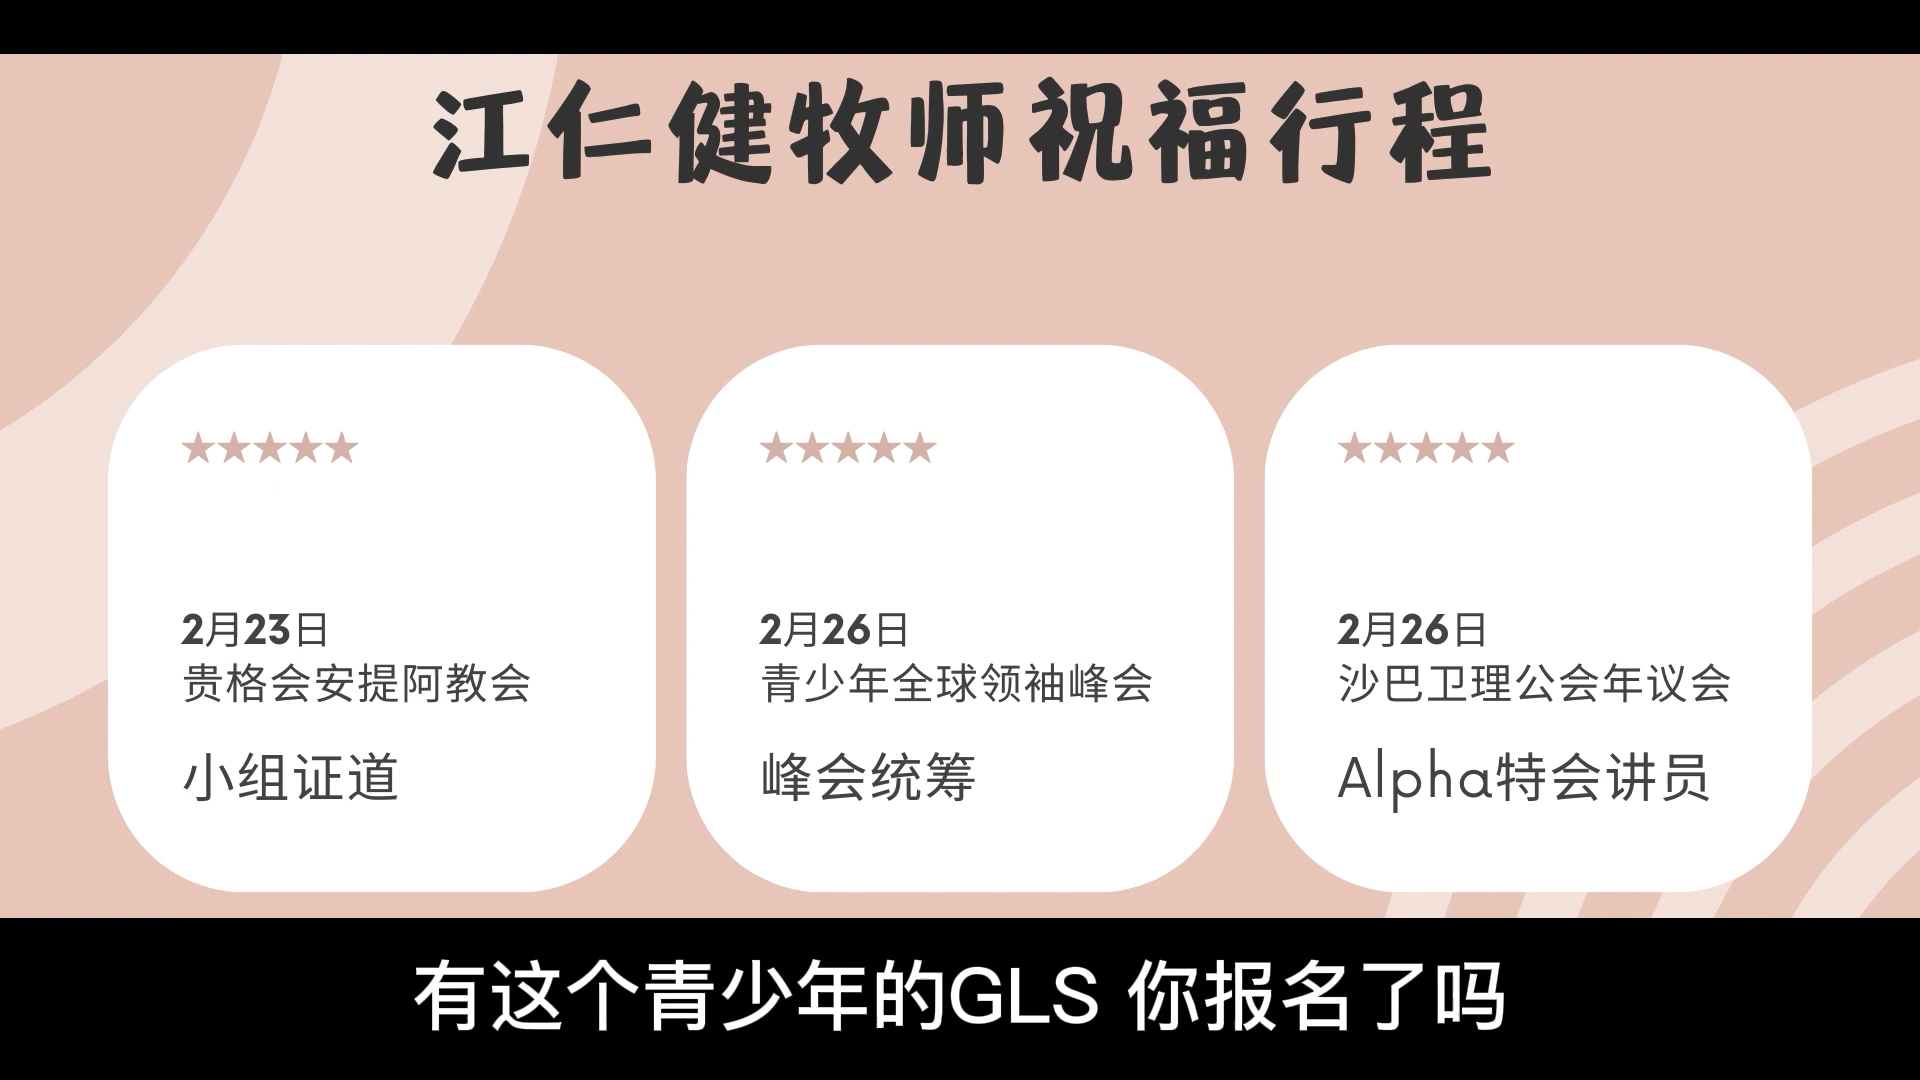 江仁健牧师祝福行程
★★★★★
2月23日
贵格会安提阿教会
小组证道
★★★★★
2月26日
青少年全球领袖峰会
峰会统筹
★★★★★
2月26日
沙巴卫理公会年议会
Alpha特会讲员
有这个青少年的GLS 你报名了吗